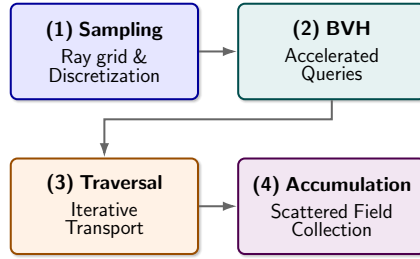 (1) Sampling
Ray grid &
Discretization
(2) BVH
Accelerated
Queries
(3) Traversal
Iterative
Transport
(4) Accumulation
Scattered Field
Collection